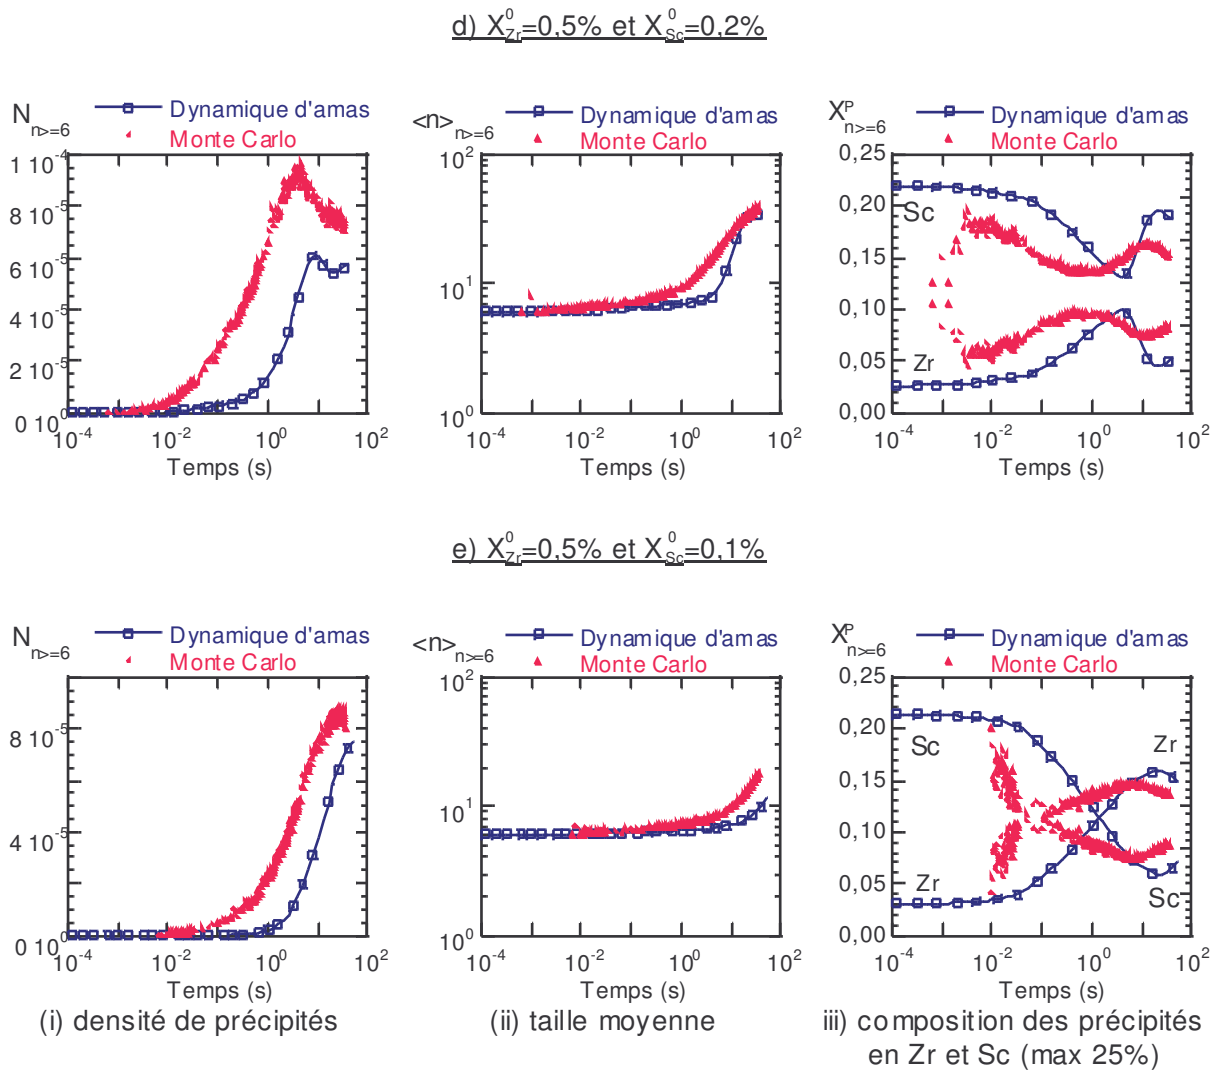 d) X⁰Zr=0,5% et X⁰Sc=0,2%
N n>=6
Dynamique d'amas
Monte Carlo
1 10⁻⁴
8 10⁻⁵
6 10⁻⁵
4 10⁻⁵
2 10⁻⁵
0 10⁰
10⁻⁴ 10⁻² 10⁰ 10²
Temps (s)
<n> n>=6
Dynamique d'amas
Monte Carlo
10²
10¹
10⁰
10⁻⁴ 10⁻² 10⁰ 10²
Temps (s)
Xᴾ n>=6
Dynamique d'amas
Monte Carlo
0,25
0,20
Sc
0,15
0,10
0,05
Zr
0,00
10⁻⁴ 10⁻² 10⁰ 10²
Temps (s)
e) X⁰Zr=0,5% et X⁰Sc=0,1%
N n>=6
Dynamique d'amas
Monte Carlo
8 10⁻⁵
4 10⁻⁵
0 10⁰
10⁻⁴ 10⁻² 10⁰ 10²
Temps (s)
(i) densité de précipités
<n> n>=6
Dynamique d'amas
Monte Carlo
10²
10¹
10⁰
10⁻⁴ 10⁻² 10⁰ 10²
Temps (s)
(ii) taille moyenne
Xᴾ n>=6
Dynamique d'amas
Monte Carlo
0,25
0,20
Sc Zr
0,15
0,10
0,05
Zr Sc
0,00
10⁻⁴ 10⁻² 10⁰ 10²
Temps (s)
iii) composition des précipités
en Zr et Sc (max 25%)